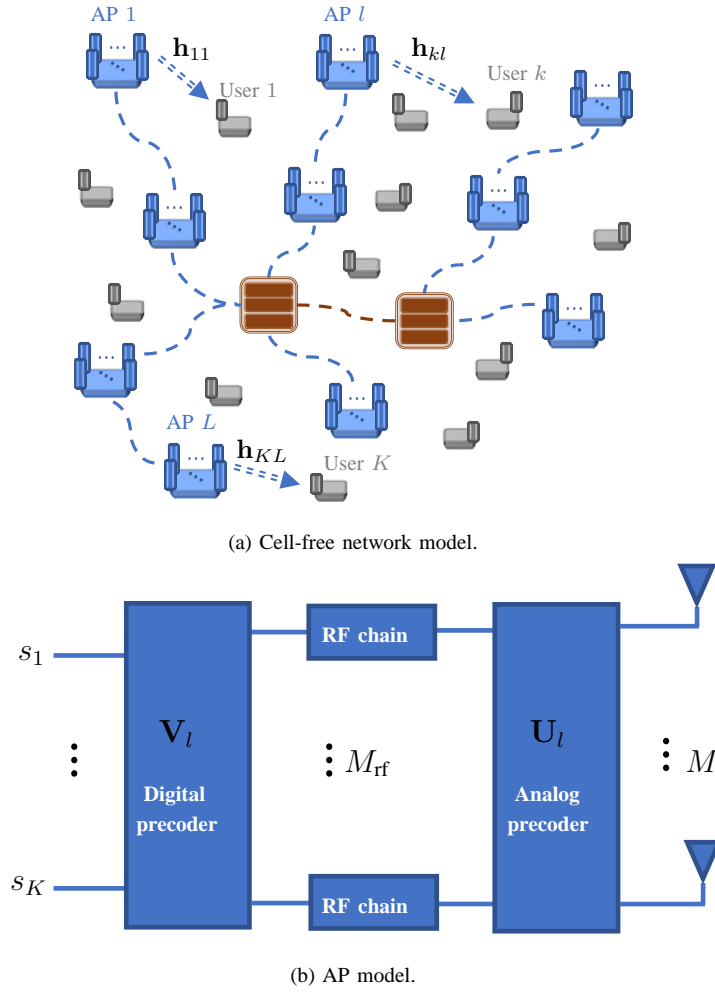 AP 1
AP l
h11
hkl
User 1
User k
AP L
hKL
User K
(a) Cell-free network model.
s1
sK
Vl
Digital
precoder
RF chain
Mrf
RF chain
Ul
Analog
precoder
M
(b) AP model.